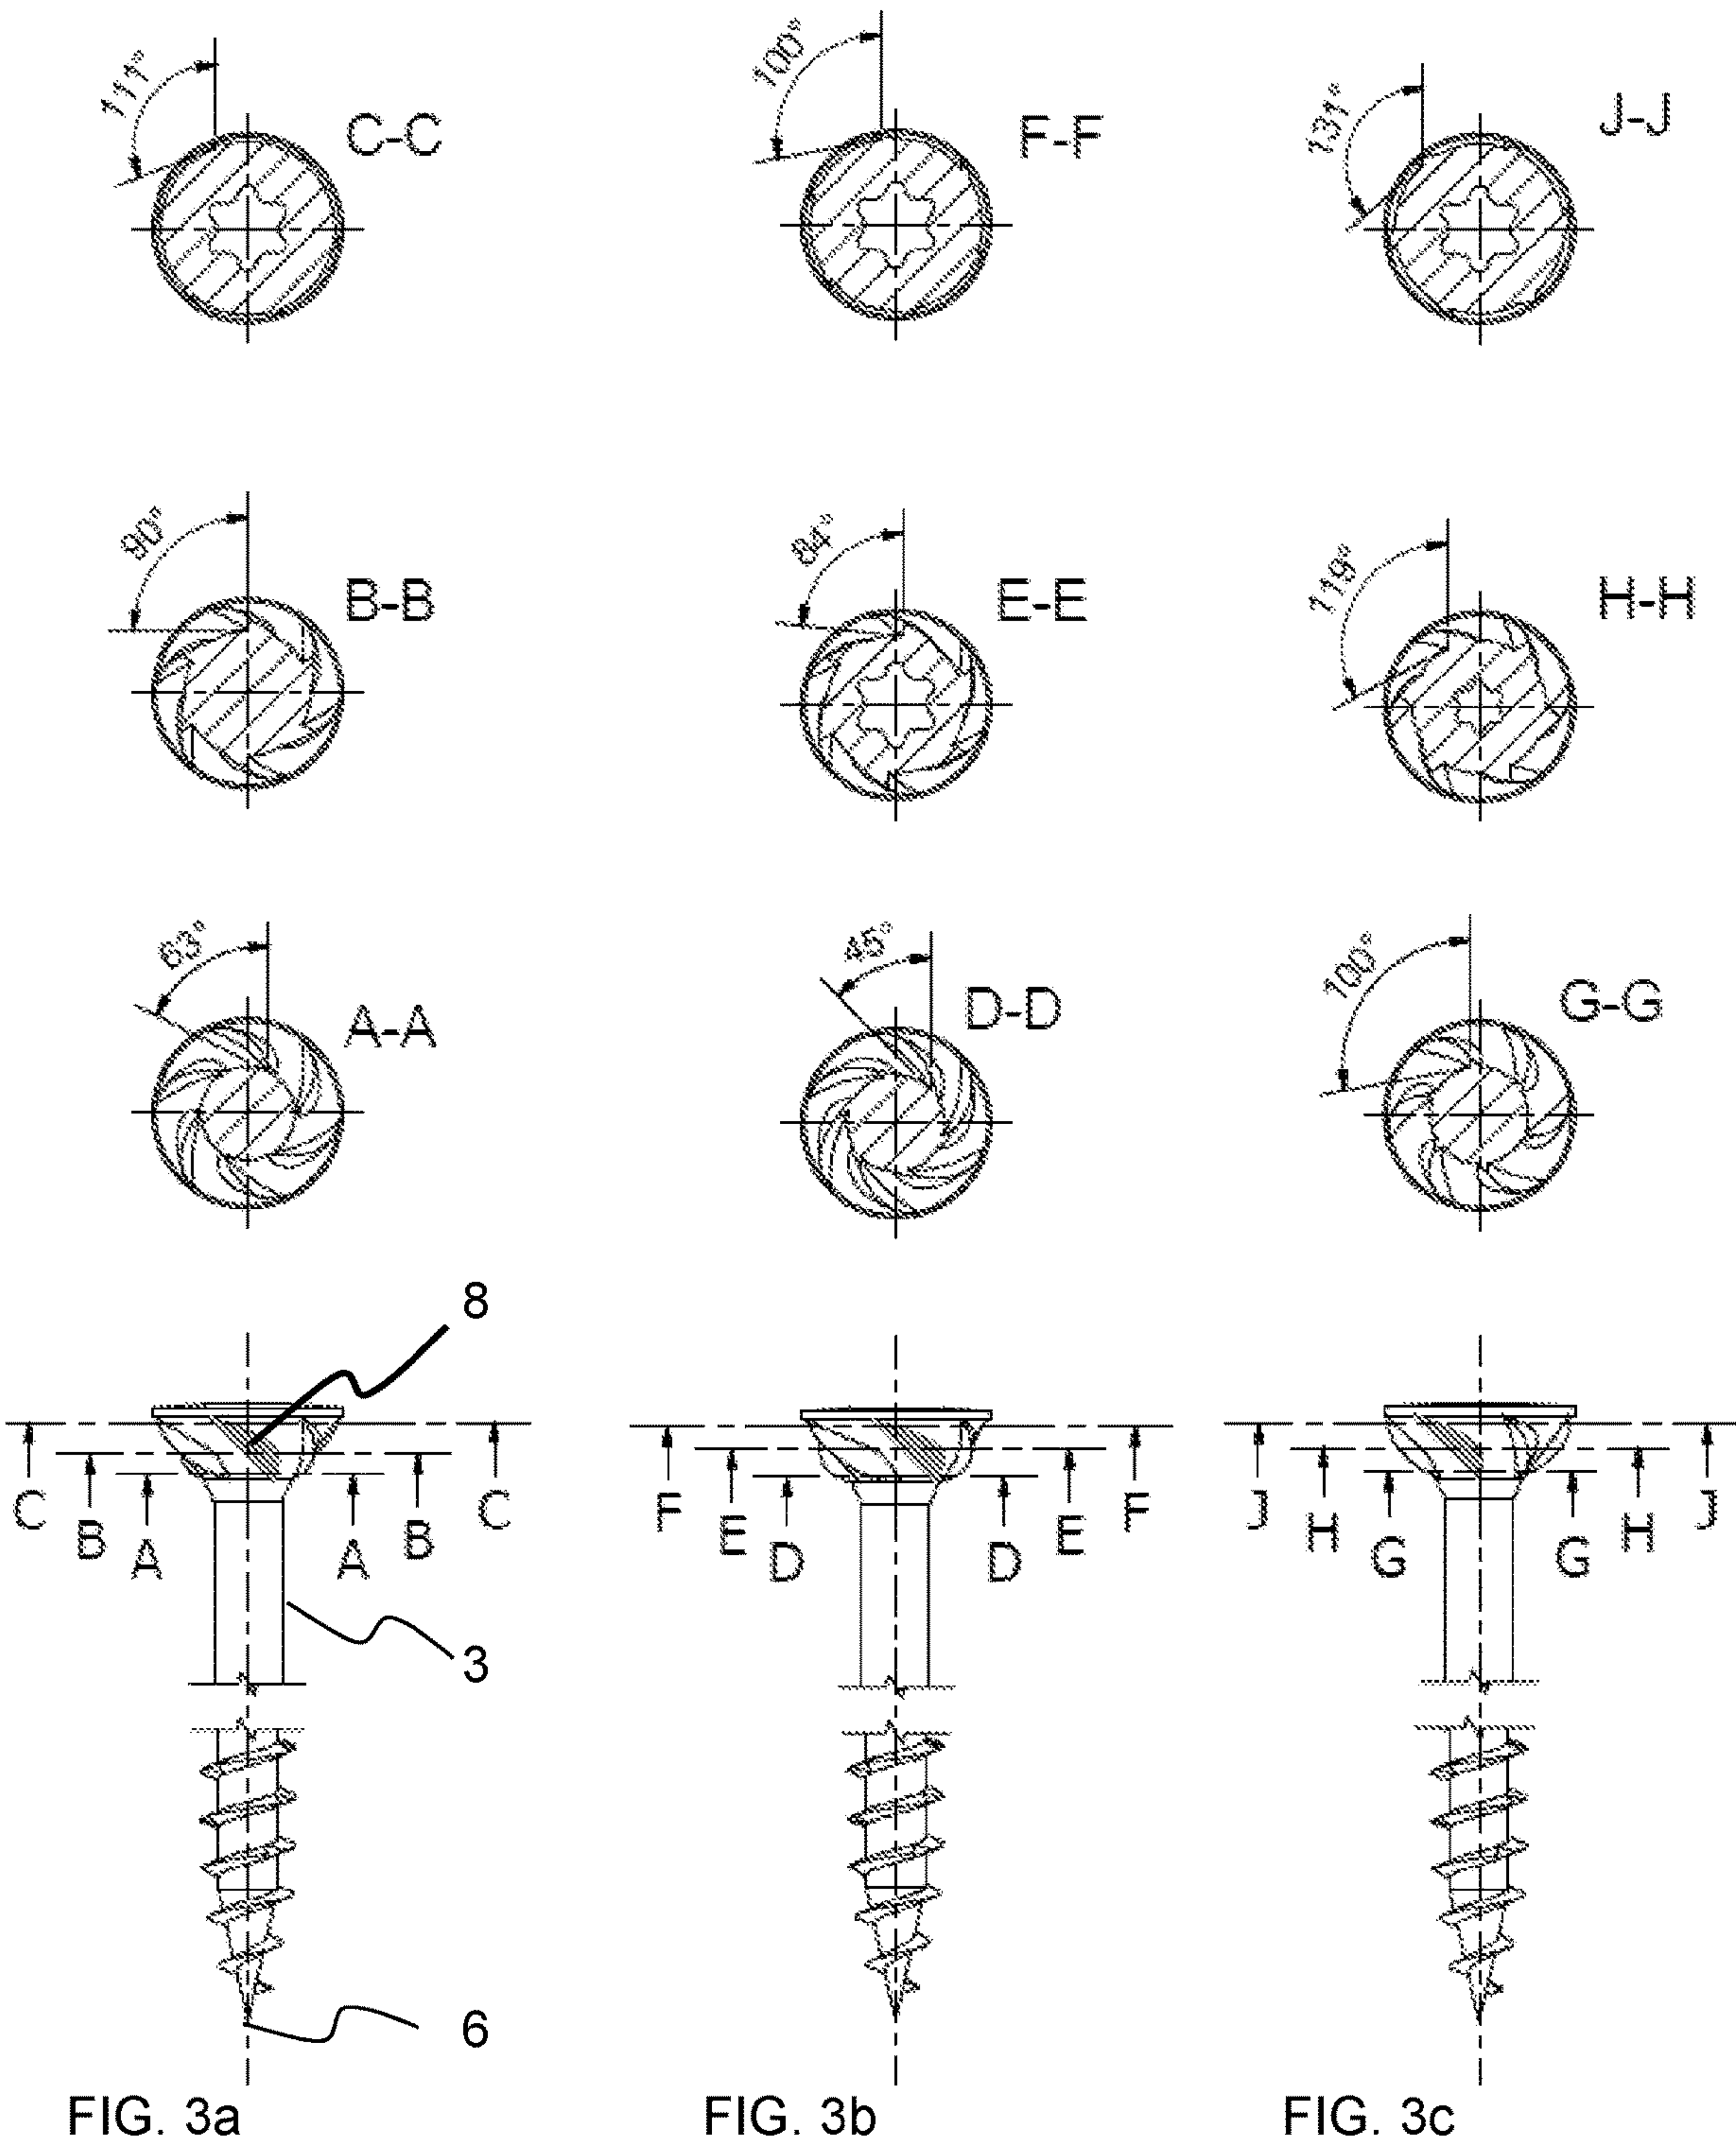 111° C-C 100° F-F 131° J-J
90° B-B 84° E-E 119° H-H
63° A-A 45° D-D 100° G-G
8
C B A A B C F E D D E F J H G G H J
3
6
FIG. 3a FIG. 3b FIG. 3c